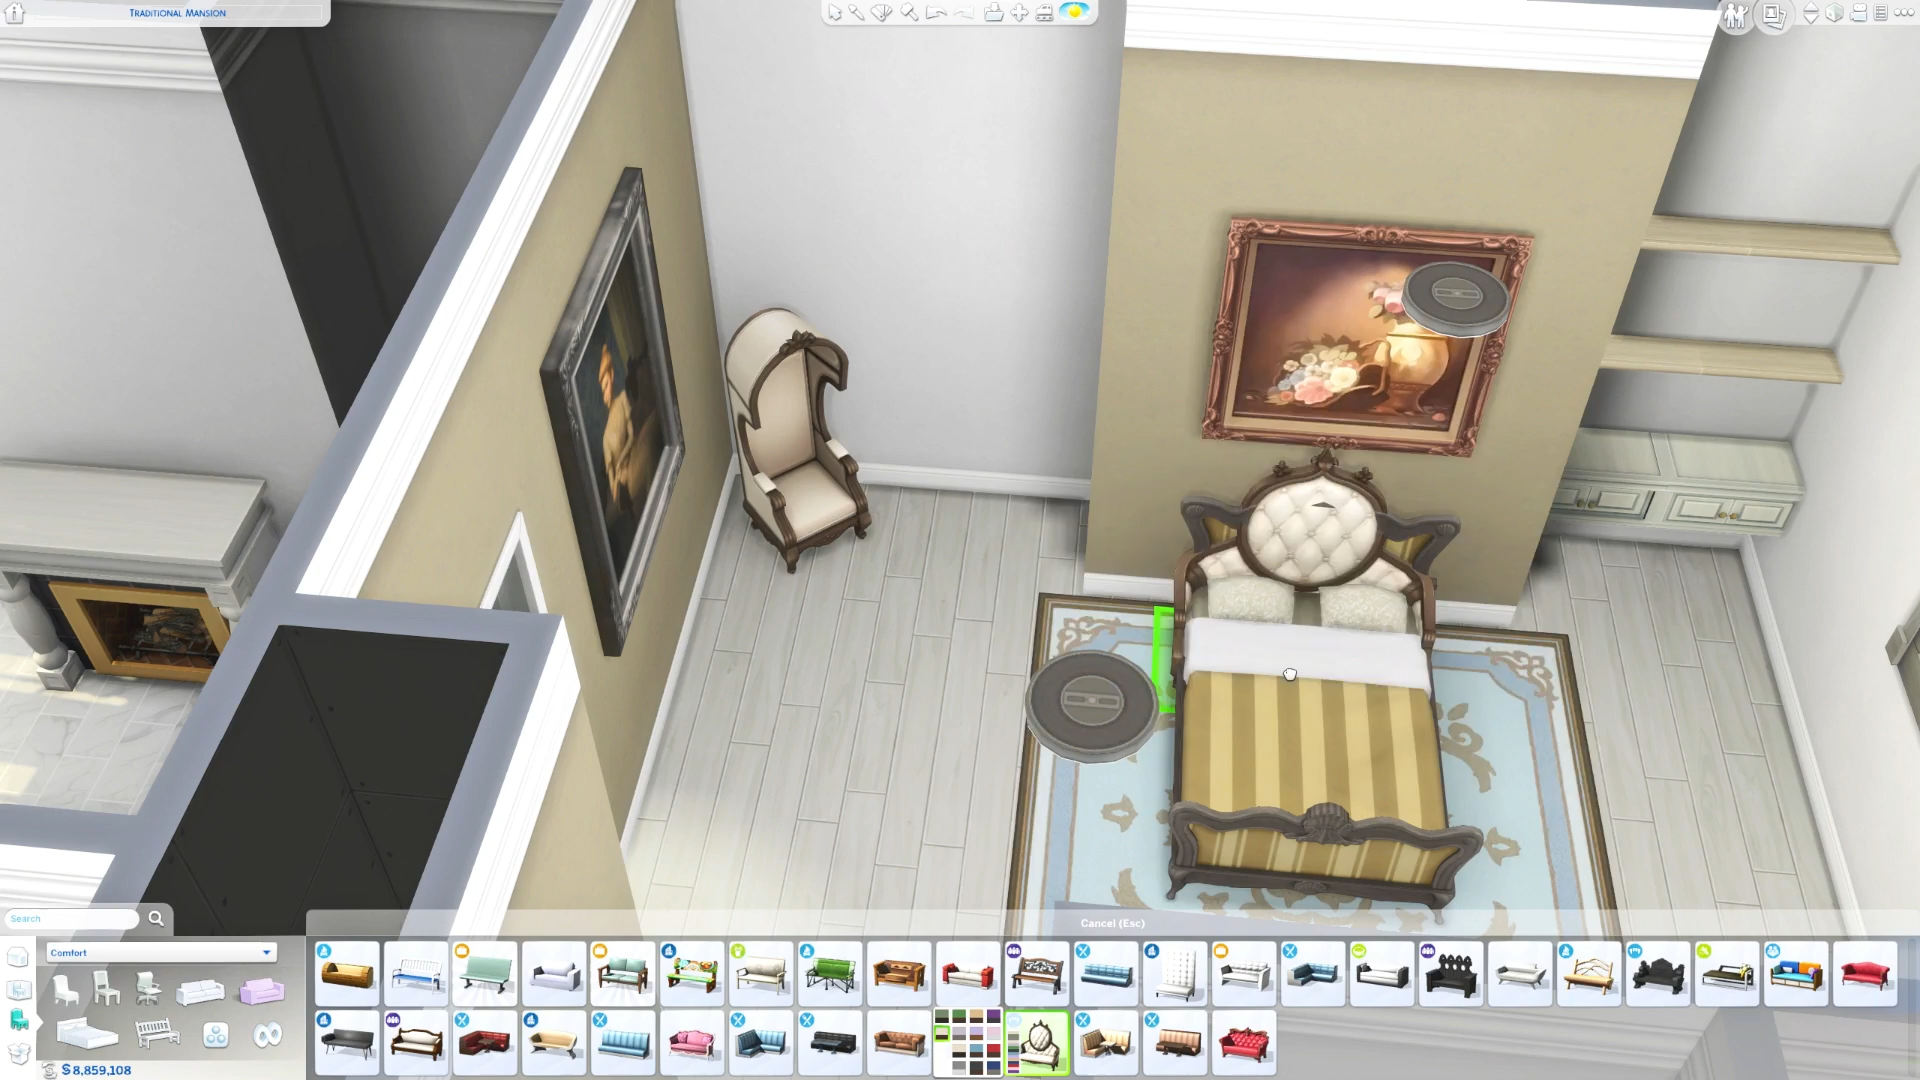 Traditional Mansion
Cancel (Esc)
Search
Comfort
§8,859,108